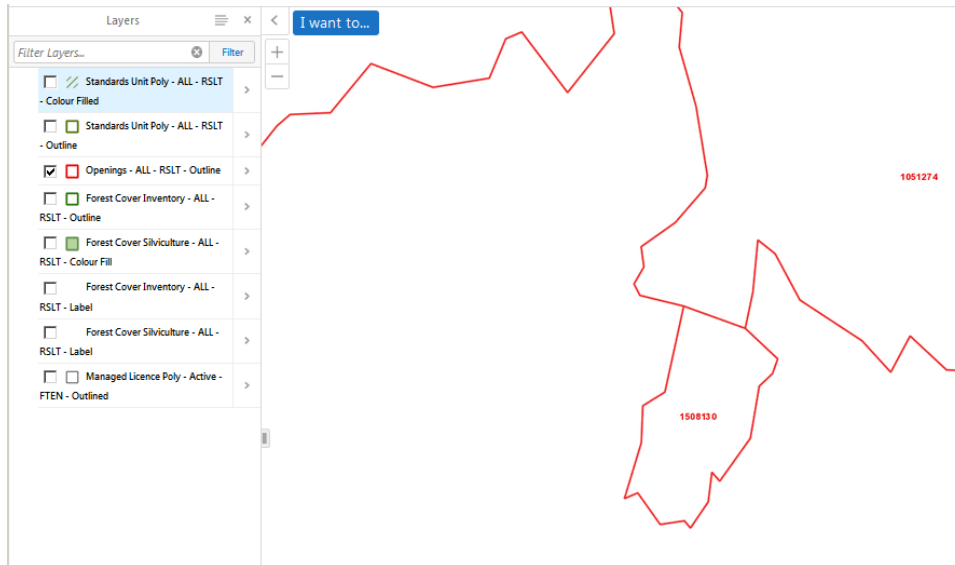 Layers
I want to...
Filter Layers...
Filter
Standards Unit Poly - ALL - RSLT
- Colour Filled
Standards Unit Poly - ALL - RSLT
- Outline
Openings - ALL - RSLT - Outline
Forest Cover Inventory - ALL -
RSLT - Outline
Forest Cover Silviculture - ALL -
RSLT - Colour Fill
Forest Cover Inventory - ALL -
RSLT - Label
Forest Cover Silviculture - ALL -
RSLT - Label
Managed Licence Poly - Active -
FTEN - Outlined
1051274
1508130